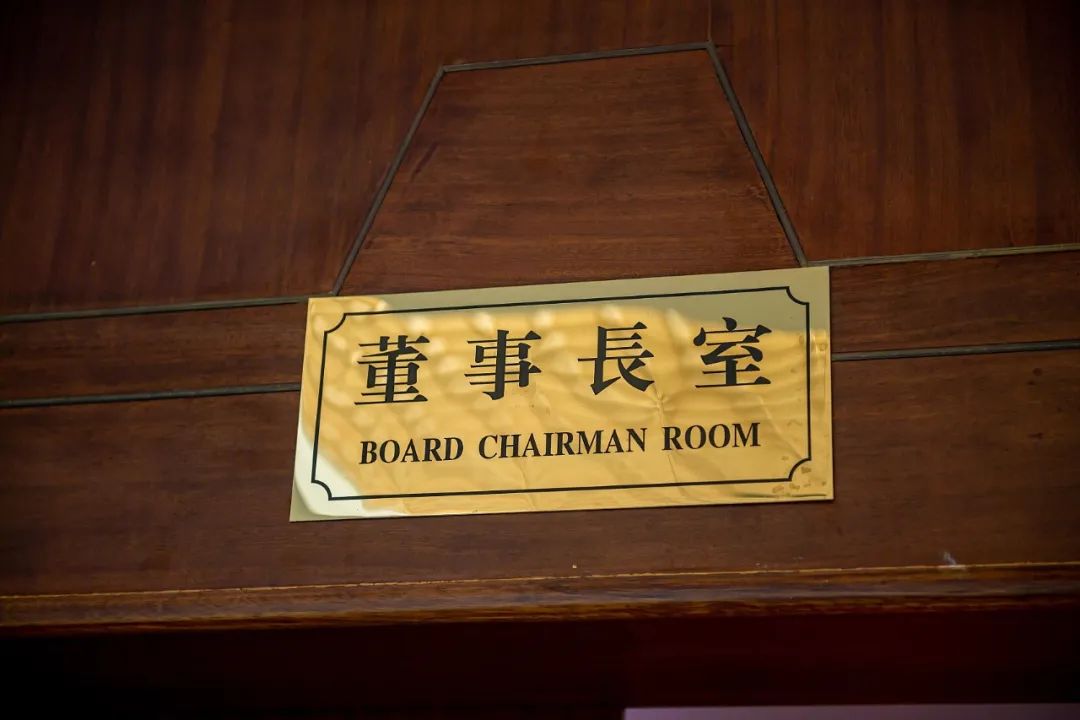 董事長室
BOARD CHAIRMAN ROOM